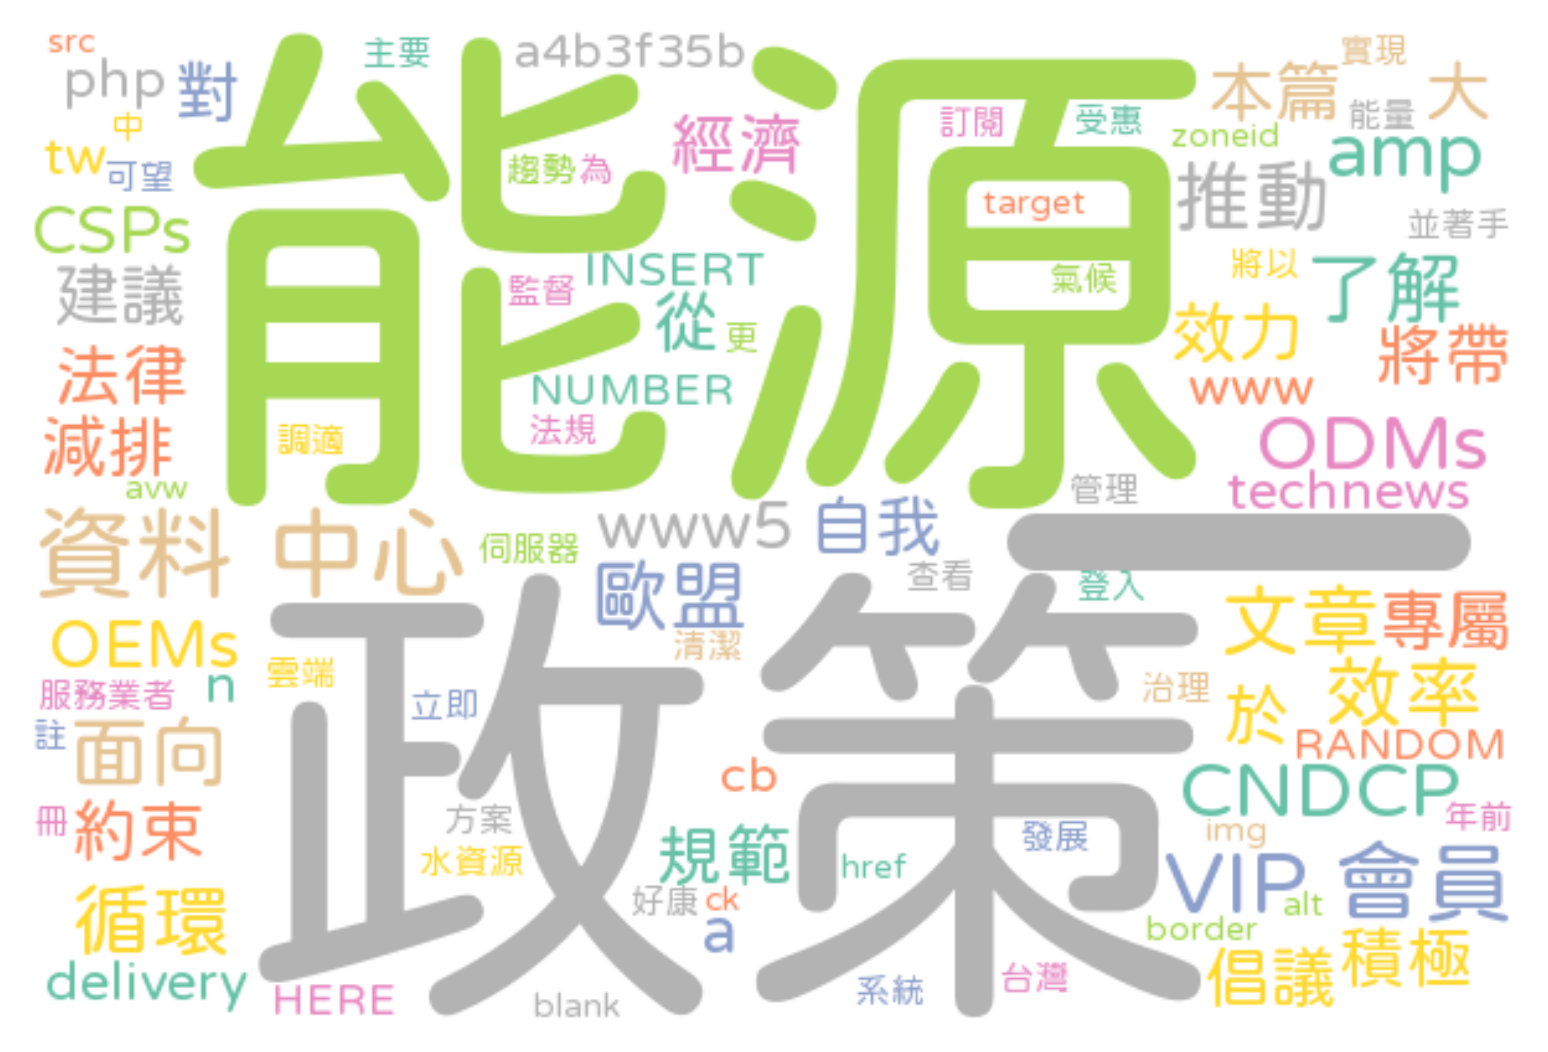 src
主要
a4b3f35b
實現
php
對
能源
本篇
大
能量
中
經濟
訂閱
受惠
zoneid
amp
tw
可望
趨勢
為
target
推動
CSPs
並著手
建議
監督
INSERT
氣候
將以
了解
從
更
效力
將帶
法律
NUMBER
www
減排
調適
法規
ODMs
avw
管理
technews
資料
中心
伺服器
www5
自我
一
歐盟
查看
登入
OEMs
清潔
文章
專屬
服務業者
n
雲端
立即
政策
治理
於
效率
註
面向
cb
RANDOM
CNDCP
冊
約束
方案
水資源
規範
href
發展
img
年前
循環
好康
ck
a
VIP
alt
會員
border
delivery
HERE
blank
系統
台灣
倡議
積極